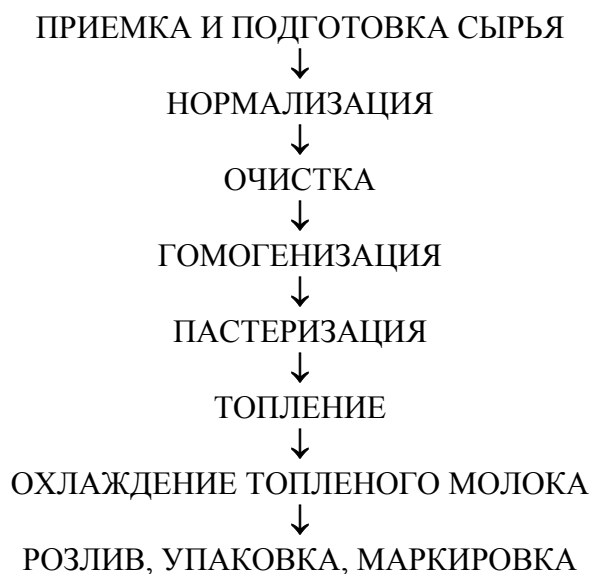 ПРИЕМКА И ПОДГОТОВКА СЫРЬЯ
↓
НОРМАЛИЗАЦИЯ
↓
ОЧИСТКА
↓
ГОМОГЕНИЗАЦИЯ
↓
ПАСТЕРИЗАЦИЯ
↓
ТОПЛЕНИЕ
↓
ОХЛАЖДЕНИЕ ТОПЛЕНОГО МОЛОКА
↓
РОЗЛИВ, УПАКОВКА, МАРКИРОВКА